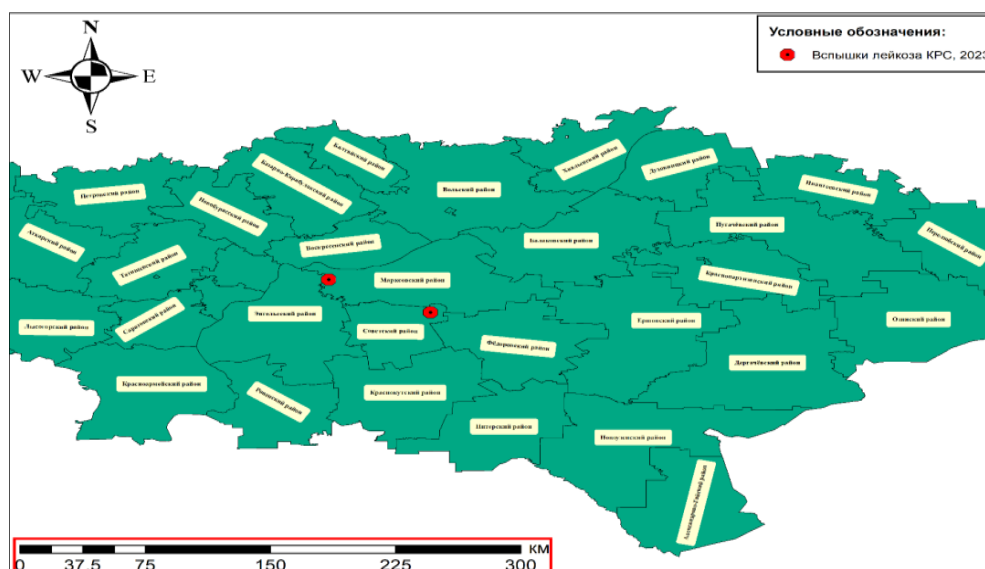 N
W E
S
Условные обозначения:
Вспышки лейкоза КРС, 2023
Балтайский район
Хвалынский район
Базарно-Карабулакский район
Духовницкий район
Вольский район
Ивантеевский район
Петровский район
Новобурасский район
Пугачёвский район
Аткарский район
Воскресенский район
Балаковский район
Перелюбский район
Татищевский район
Марксовский район
Краснопартизанский район
Саратовский район
Энгельсский район
Ершовский район
Озинский район
Лысогорский район
Советский район
Фёдоровский район
Дергачёвский район
Красноармейский район
Ровенский район
Краснокутский район
Питерский район
Новоузенский район
Александрово-Гайский район
КМ
0 37.5 75 150 225 300